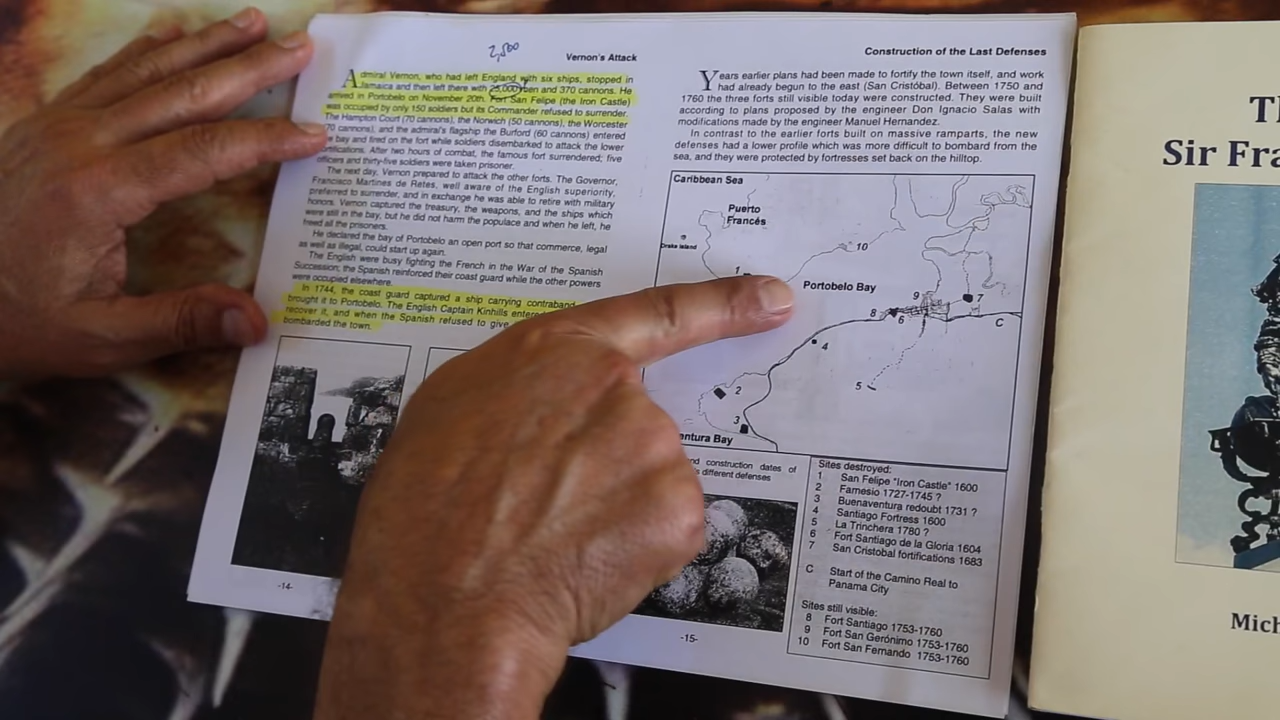 2,500
Vernon's Attack
Admiral Vernon, who had left England with six ships, stopped in
Jamaica and then left there with 25,000 men and 370 cannons. He
arrived in Portobelo on November 20th. Fort San Felipe (the Iron Castle)
was occupied by only 150 soldiers but its Commander refused to surrender.
The Hampton Court (70 cannons), the Norwich (50 cannons), the Worcester
(70 cannons), and the admiral's flagship the Burford (60 cannons) entered
the bay and fired on the fort while soldiers disembarked to attack the lower
fortifications. After two hours of combat, the famous fort surrendered; five
officers and thirty-five soldiers were taken prisoner.
The next day, Vernon prepared to attack the other forts. The Governor,
Francisco Martines de Retes, well aware of the English superiority,
preferred to surrender, and in exchange he was able to retire with military
honors. Vernon captured the treasury, the weapons, and the ships which
were still in the bay, but he did not harm the populace and when he left, he
freed all the prisoners.
He declared the bay of Portobelo an open port so that commerce, legal
as well as illegal, could start up again.
The English were busy fighting the French in the War of the Spanish
Succession; the Spanish reinforced their coast guard while the other powers
were occupied elsewhere.
In 1744, the coast guard captured a ship carrying contraband
brought it to Portobelo. The English Captain Kinhills entered
recover it, and when the Spanish refused to give
bombarded the town.
-14-
Construction of the Last Defenses
Years earlier plans had been made to fortify the town itself, and work
had already begun to the east (San Cristóbal). Between 1750 and
1760 the three forts still visible today were constructed. They were built
according to plans proposed by the engineer Don Ignacio Salas with
modifications made by the engineer Manuel Hernandez.
In contrast to the earlier forts built on massive ramparts, the new
defenses had a lower profile which was more difficult to bombard from the
sea, and they were protected by fortresses set back on the hilltop.
Caribbean Sea
Puerto
Francés
Drake Island
10
1
Portobelo Bay
9
7
8
6
C
4
5
2
3
ntura Bay
nd construction dates of
's different defenses
Sites destroyed:
1 San Felipe "Iron Castle" 1600
2 Farnesio 1727-1745 ?
3 Buenaventura redoubt 1731 ?
4 Santiago Fortress 1600
5 La Trinchera 1780 ?
6 Fort Santiago de la Gloria 1604
7 San Cristobal fortifications 1683
C Start of the Camino Real to
Panama City
Sites still visible:
8 Fort Santiago 1753-1760
9 Fort San Gerónimo 1753-1760
10 Fort San Fernando 1753-1760
-15-
Th
Sir Fra
Mich